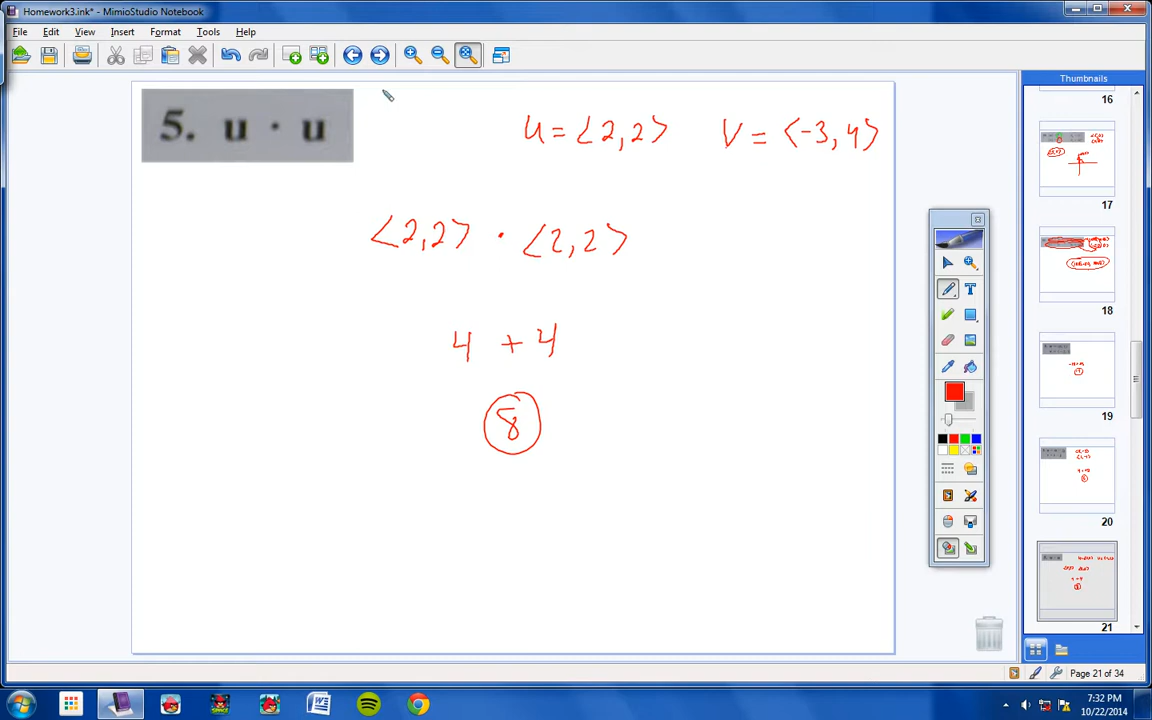 Homework3.ink* - MimioStudio Notebook
File Edit View Insert Format Tools Help
Thumbnails
5. u · u
u = ⟨2,2⟩ v = ⟨-3,4⟩
⟨2,2⟩ · ⟨2,2⟩
4 + 4
8
16
17
18
19
20
21
Page 21 of 34
7:32 PM
10/22/2014